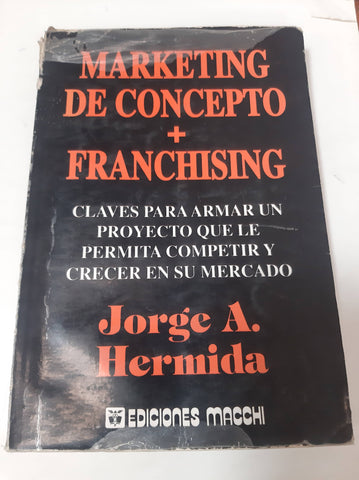 MARKETING
DE CONCEPTO
+
FRANCHISING
CLAVES PARA ARMAR UN
PROYECTO QUE LE
PERMITA COMPETIR Y
CRECER EN SU MERCADO
Jorge A.
Hermida
EDICIONES MACCHI